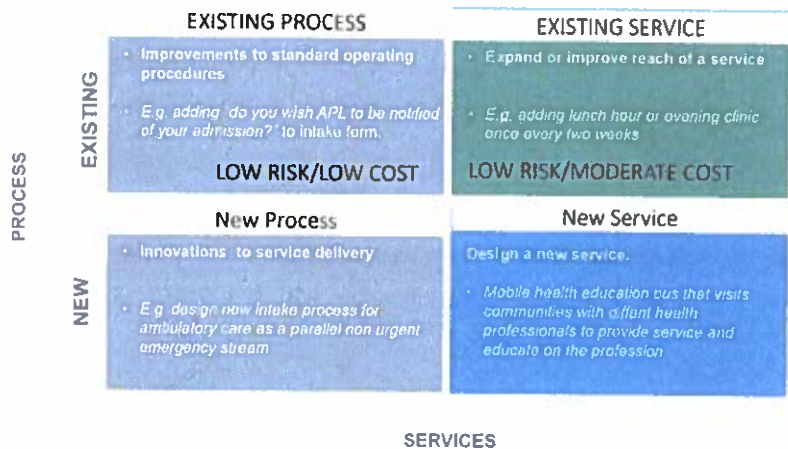 EXISTING PROCESS
EXISTING SERVICE
PROCESS
EXISTING
• Improvements to standard operating
procedures
• E.g. adding "do you wish APL to be notified
of your admission?" to intake form.
LOW RISK/LOW COST
• Expand or improve reach of a service
• E.g. adding lunch hour or evening clinic
once every two weeks
LOW RISK/MODERATE COST
New Process
New Service
NEW
• Innovations to service delivery
• E.g. design new intake process for
ambulatory care as a parallel non urgent
emergency stream
Design a new service.
• Mobile health education bus that visits
communities with diffent health
professionals to provide service and
educate on the profession
SERVICES